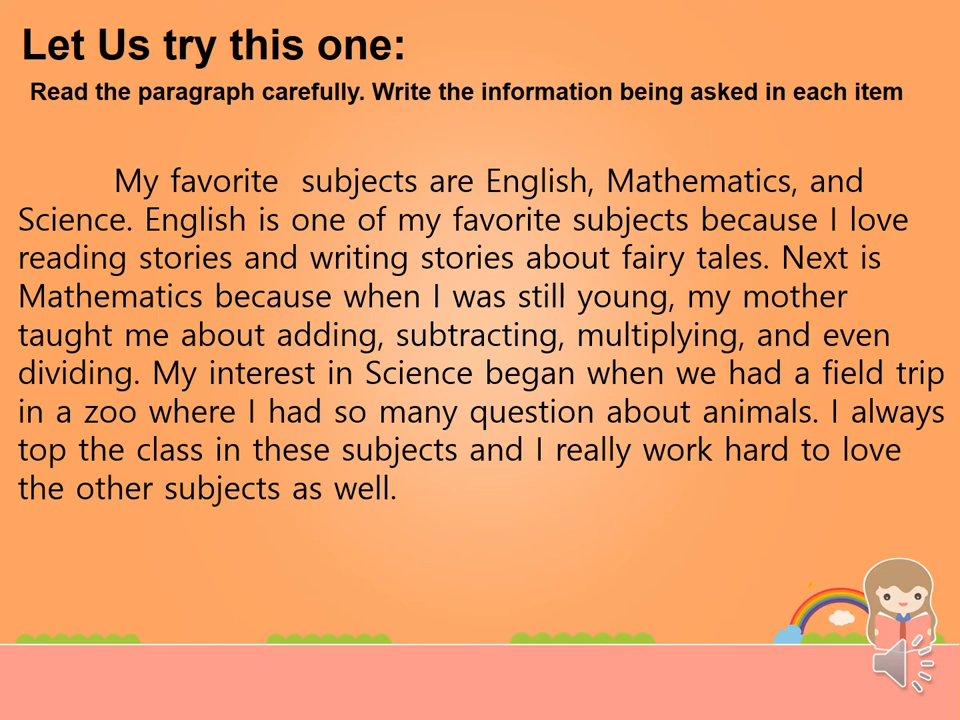 Let Us try this one:
Read the paragraph carefully. Write the information being asked in each item
My favorite subjects are English, Mathematics, and
Science. English is one of my favorite subjects because I love
reading stories and writing stories about fairy tales. Next is
Mathematics because when I was still young, my mother
taught me about adding, subtracting, multiplying, and even
dividing. My interest in Science began when we had a field trip
in a zoo where I had so many question about animals. I always
top the class in these subjects and I really work hard to love
the other subjects as well.